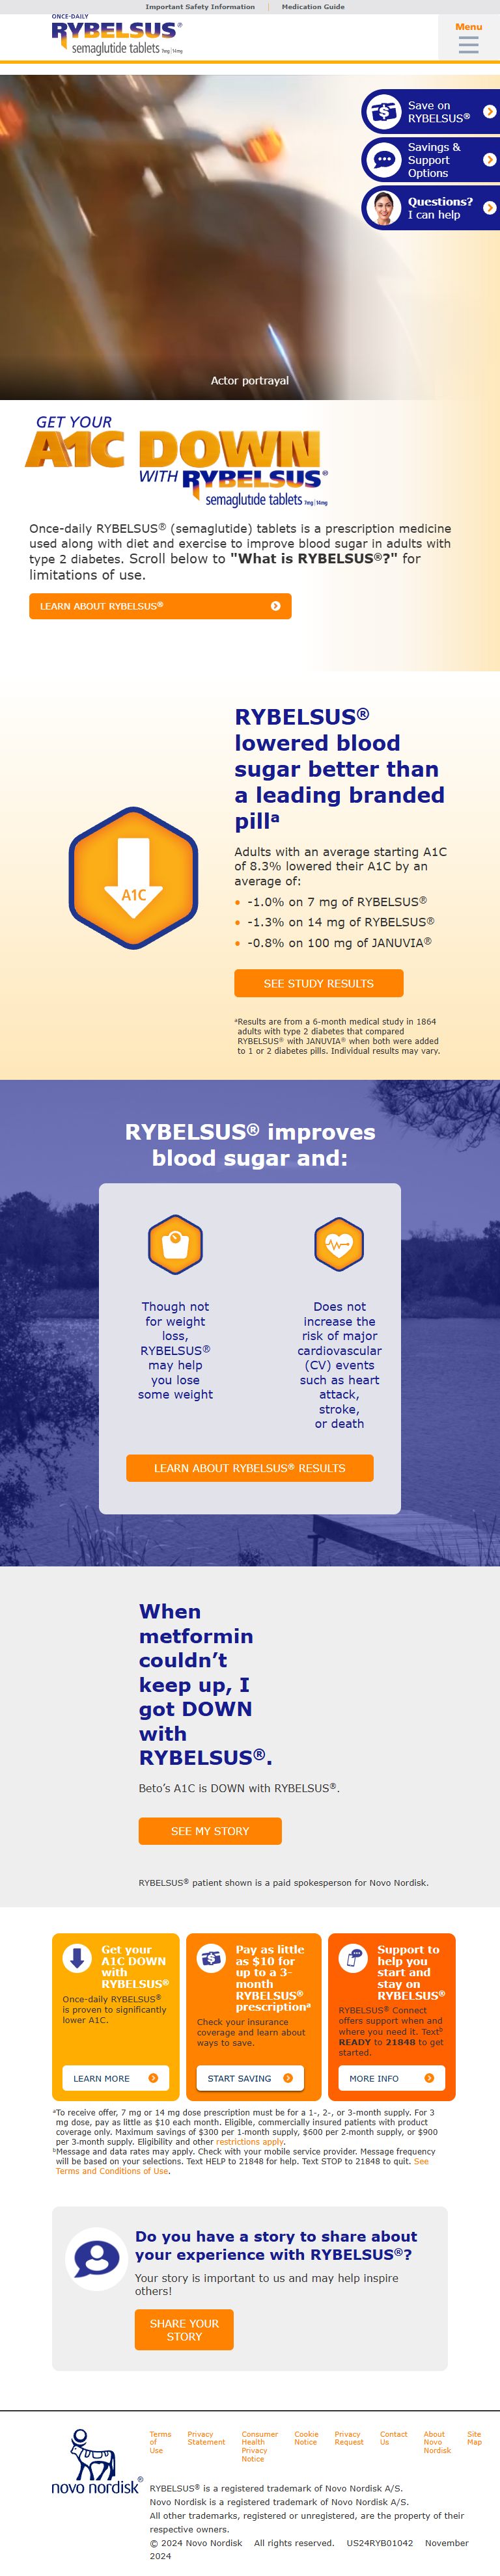 Important Safety Information | Medication Guide
ONCE-DAILY
RYBELSUS®
semaglutide tablets 7mg|14mg
Menu
Save on
RYBELSUS®
Savings &
Support
Options
Questions?
I can help
Actor portrayal
GET YOUR
A1C DOWN
WITH RYBELSUS®
semaglutide tablets 7mg|14mg
Once-daily RYBELSUS® (semaglutide) tablets is a prescription medicine
used along with diet and exercise to improve blood sugar in adults with
type 2 diabetes. Scroll below to "What is RYBELSUS®?" for
limitations of use.
LEARN ABOUT RYBELSUS®
RYBELSUS®
lowered blood
sugar better than
a leading branded
pillᵃ
Adults with an average starting A1C
of 8.3% lowered their A1C by an
average of:
• -1.0% on 7 mg of RYBELSUS®
• -1.3% on 14 mg of RYBELSUS®
• -0.8% on 100 mg of JANUVIA®
A1C
SEE STUDY RESULTS
ᵃResults are from a 6-month medical study in 1864
adults with type 2 diabetes that compared
RYBELSUS® with JANUVIA® when both were added
to 1 or 2 diabetes pills. Individual results may vary.
RYBELSUS® improves
blood sugar and:
Though not
for weight
loss,
RYBELSUS®
may help
you lose
some weight
Does not
increase the
risk of major
cardiovascular
(CV) events
such as heart
attack,
stroke,
or death
LEARN ABOUT RYBELSUS® RESULTS
When
metformin
couldn't
keep up, I
got DOWN
with
RYBELSUS®.
Beto's A1C is DOWN with RYBELSUS®.
SEE MY STORY
RYBELSUS® patient shown is a paid spokesperson for Novo Nordisk.
Get your
A1C DOWN
with
RYBELSUS®
Once-daily RYBELSUS®
is proven to significantly
lower A1C.
LEARN MORE
Pay as little
as $10 for
up to a 3-
month
RYBELSUS®
prescriptionᵃ
Check your insurance
coverage and learn about
ways to save.
START SAVING
Support to
help you
start and
stay on
RYBELSUS®
RYBELSUS® Connect
offers support when and
where you need it. Textᵇ
READY to 21848 to get
started.
MORE INFO
ᵃTo receive offer, 7 mg or 14 mg dose prescription must be for a 1-, 2-, or 3-month supply. For 3
mg dose, pay as little as $10 each month. Eligible, commercially insured patients with product
coverage only. Maximum savings of $300 per 1-month supply, $600 per 2-month supply, or $900
per 3-month supply. Eligibility and other restrictions apply.
ᵇMessage and data rates may apply. Check with your mobile service provider. Message frequency
will be based on your selections. Text HELP to 21848 for help. Text STOP to 21848 to quit. See
Terms and Conditions of Use.
Do you have a story to share about
your experience with RYBELSUS®?
Your story is important to us and may help inspire
others!
SHARE YOUR
STORY
novo nordisk®
Terms
of
Use
Privacy
Statement
Consumer
Health
Privacy
Notice
Cookie
Notice
Privacy
Request
Contact
Us
About
Novo
Nordisk
Site
Map
RYBELSUS® is a registered trademark of Novo Nordisk A/S.
Novo Nordisk is a registered trademark of Novo Nordisk A/S.
All other trademarks, registered or unregistered, are the property of their
respective owners.
© 2024 Novo Nordisk All rights reserved. US24RYB01042 November
2024